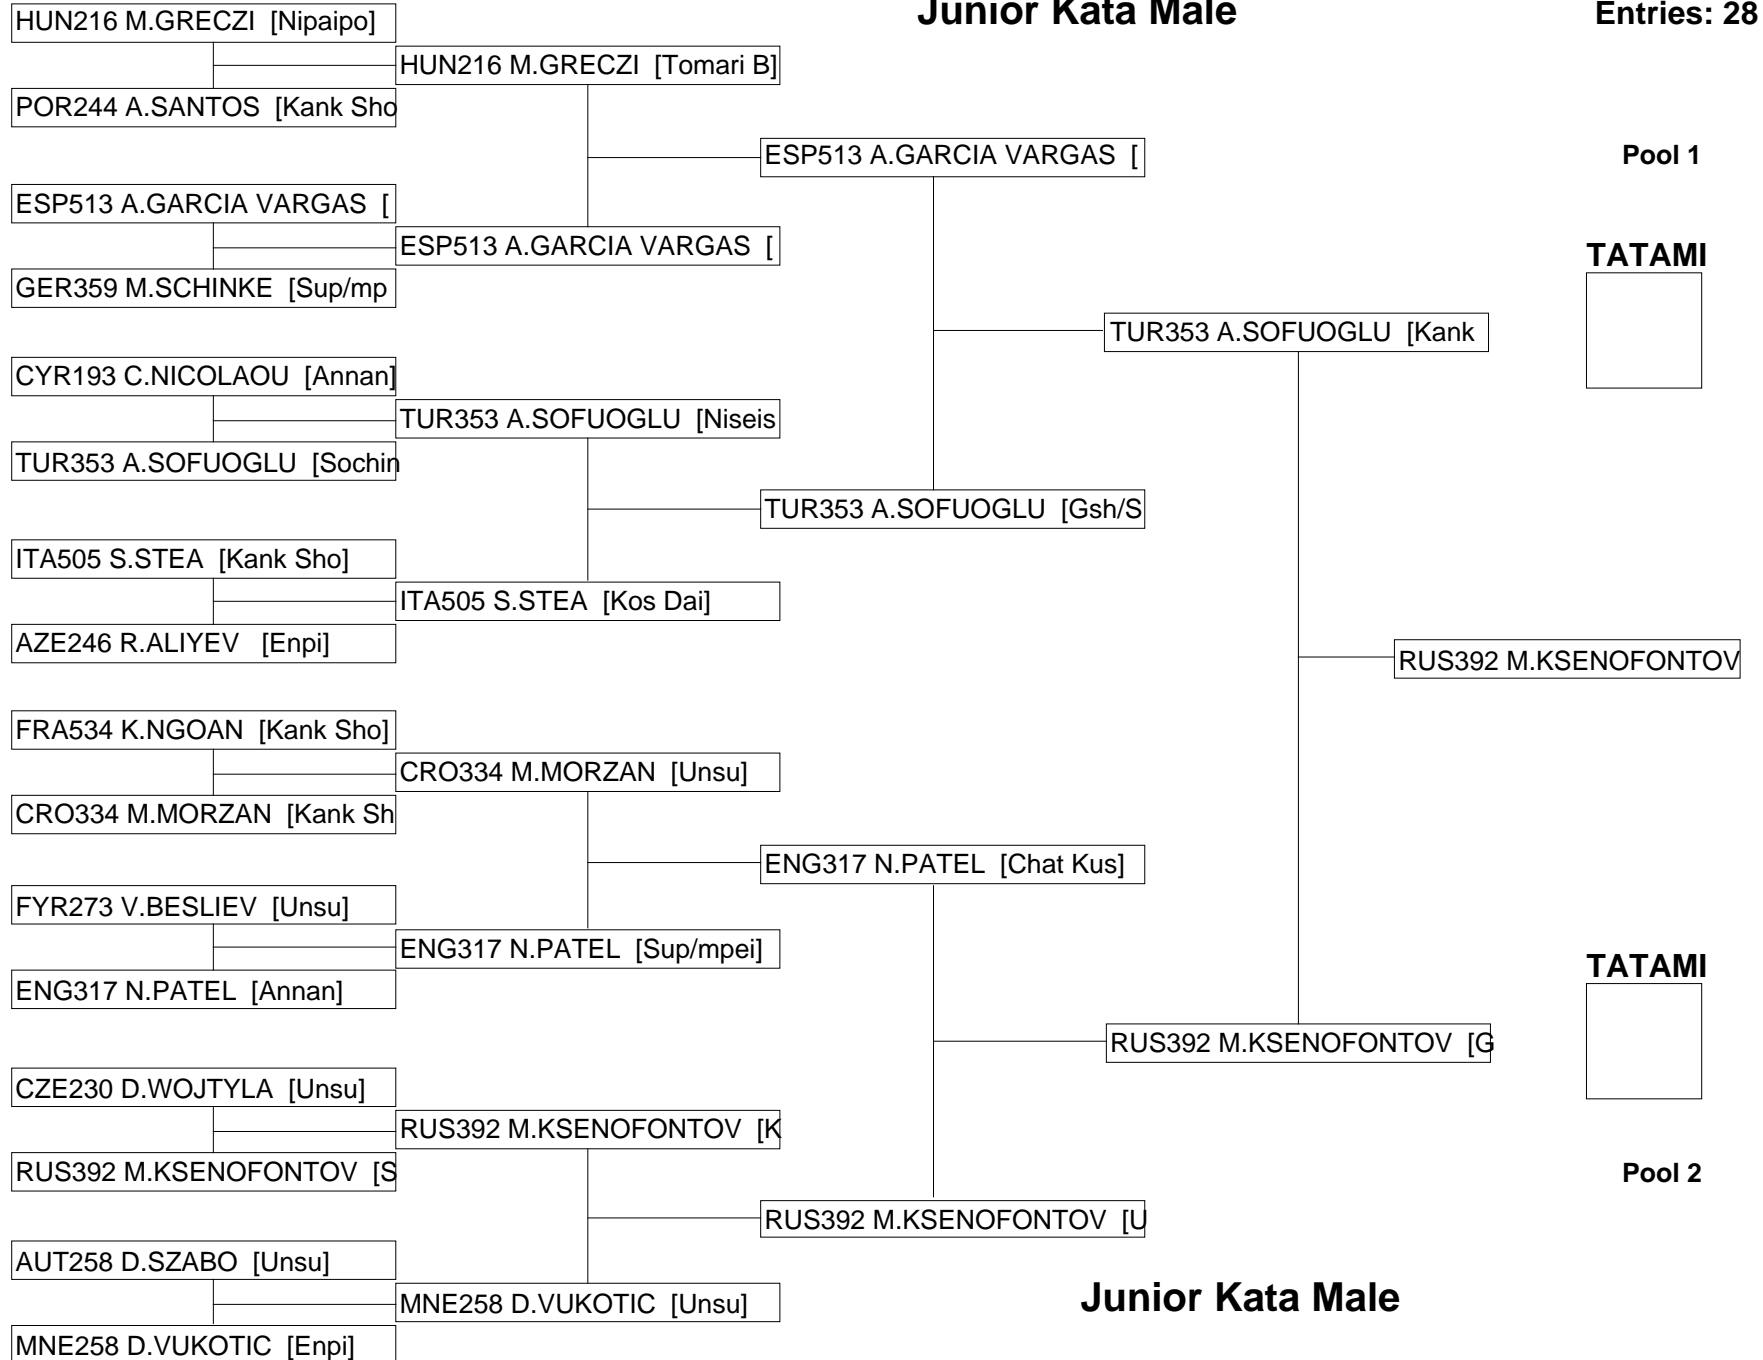 Junior Kata Male
Entries: 28
HUN216 M.GRECZI [Nipaipo]
HUN216 M.GRECZI [Tomari B]
POR244 A.SANTOS [Kank Sho
ESP513 A.GARCIA VARGAS [
Pool 1
ESP513 A.GARCIA VARGAS [
ESP513 A.GARCIA VARGAS [
TATAMI
GER359 M.SCHINKE [Sup/mp
TUR353 A.SOFUOGLU [Kank
CYR193 C.NICOLAOU [Annan]
TUR353 A.SOFUOGLU [Niseis
TUR353 A.SOFUOGLU [Sochin
TUR353 A.SOFUOGLU [Gsh/S
ITA505 S.STEA [Kank Sho]
ITA505 S.STEA [Kos Dai]
AZE246 R.ALIYEV [Enpi]
RUS392 M.KSENOFONTOV
FRA534 K.NGOAN [Kank Sho]
CRO334 M.MORZAN [Unsu]
CRO334 M.MORZAN [Kank Sh
ENG317 N.PATEL [Chat Kus]
FYR273 V.BESLIEV [Unsu]
ENG317 N.PATEL [Sup/mpei]
TATAMI
ENG317 N.PATEL [Annan]
RUS392 M.KSENOFONTOV [G
CZE230 D.WOJTYLA [Unsu]
RUS392 M.KSENOFONTOV [K
RUS392 M.KSENOFONTOV [S
Pool 2
RUS392 M.KSENOFONTOV [U
AUT258 D.SZABO [Unsu]
MNE258 D.VUKOTIC [Unsu]
Junior Kata Male
MNE258 D.VUKOTIC [Enpi]